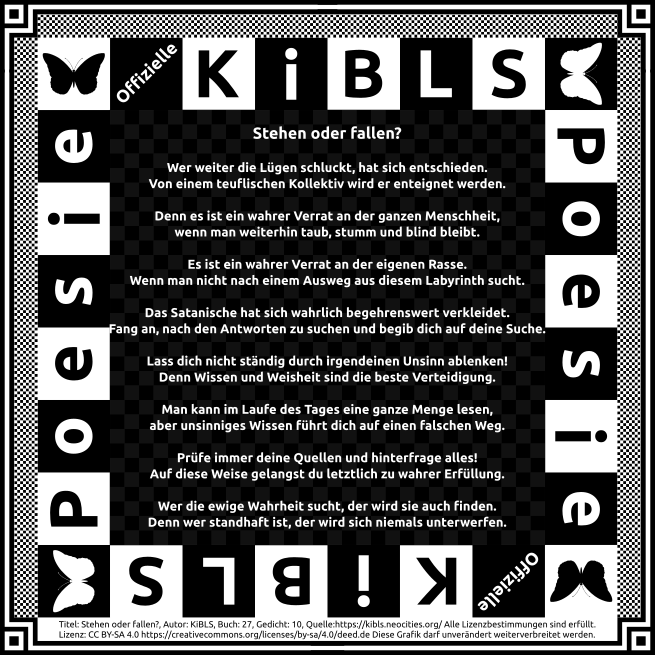 Offizielle KiBLS
Poesie
Poesie
Stehen oder fallen?
Wer weiter die Lügen schluckt, hat sich entschieden.
Von einem teuflischen Kollektiv wird er enteignet werden.
Denn es ist ein wahrer Verrat an der ganzen Menschheit,
wenn man weiterhin taub, stumm und blind bleibt.
Es ist ein wahrer Verrat an der eigenen Rasse.
Wenn man nicht nach einem Ausweg aus diesem Labyrinth sucht.
Das Satanische hat sich wahrlich begehrenswert verkleidet.
Fang an, nach den Antworten zu suchen und begib dich auf deine Suche.
Lass dich nicht ständig durch irgendeinen Unsinn ablenken!
Denn Wissen und Weisheit sind die beste Verteidigung.
Man kann im Laufe des Tages eine ganze Menge lesen,
aber unsinniges Wissen führt dich auf einen falschen Weg.
Prüfe immer deine Quellen und hinterfrage alles!
Auf diese Weise gelangst du letztlich zu wahrer Erfüllung.
Wer die ewige Wahrheit sucht, der wird sie auch finden.
Denn wer standhaft ist, der wird sich niemals unterwerfen.
Offizielle KiBLS
Titel: Stehen oder fallen?, Autor: KiBLS, Buch: 27, Gedicht: 10, Quelle:https://kibls.neocities.org/ Alle Lizenzbestimmungen sind erfüllt.
Lizenz: CC BY-SA 4.0 https://creativecommons.org/licenses/by-sa/4.0/deed.de Diese Grafik darf unverändert weiterverbreitet werden.